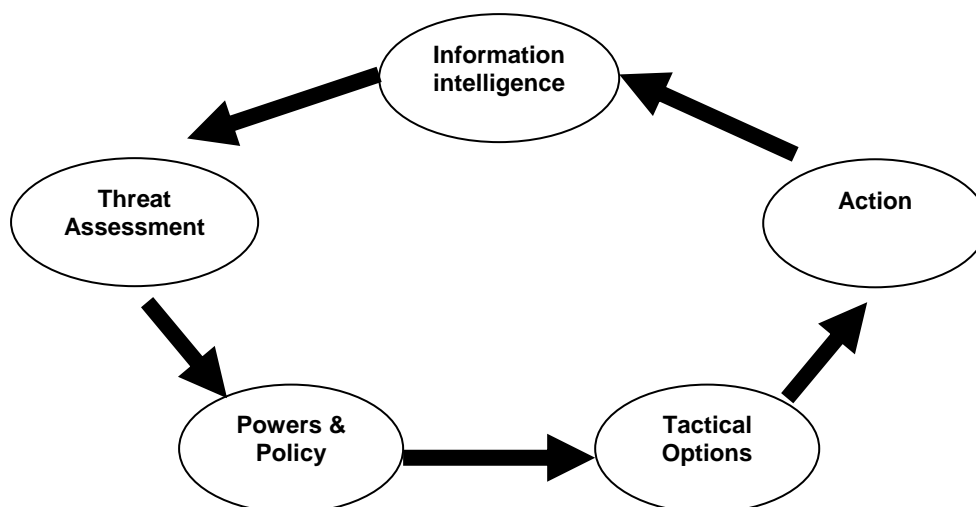 Information
intelligence
Threat
Assessment
Action
Powers &
Policy
Tactical
Options